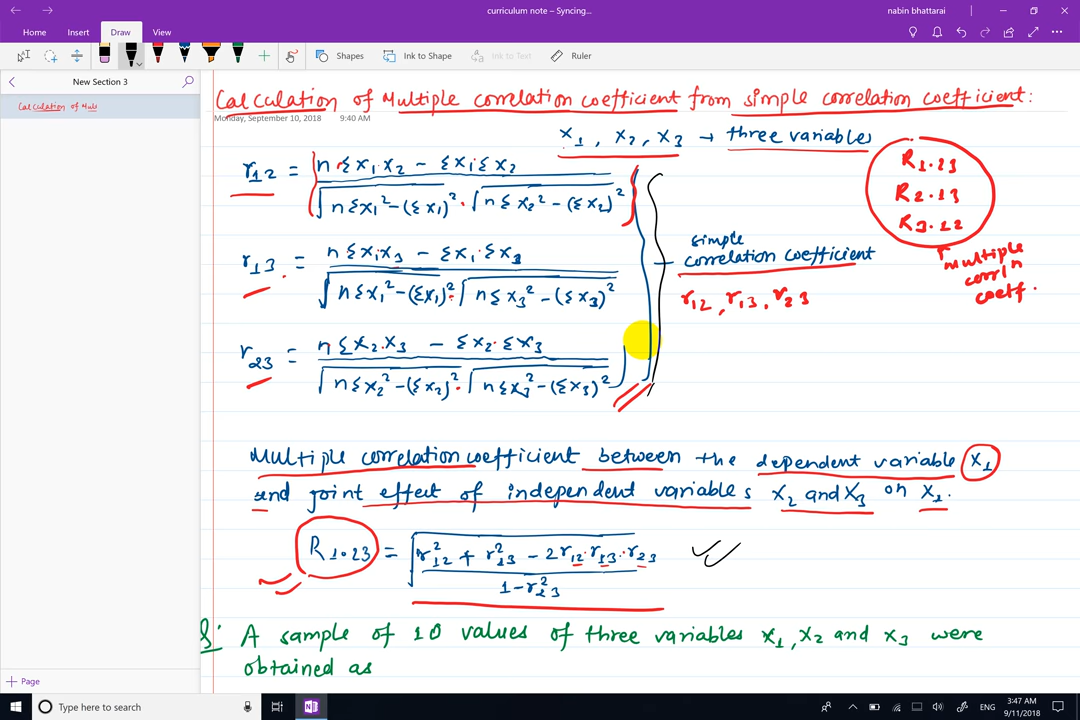 curriculum note – Syncing...
nabin bhattarai
Home
Insert
Draw
View
Shapes
Ink to Shape
Ink to Text
Ruler
New Section 3
Calculation of Mult
Page
Calculation of Multiple correlation coefficient from simple correlation coefficient:
Monday, September 10, 2018 9:40 AM
x₁, x₂, x₃ → three variables
R₁.₂₃
R₂.₁₃
R₃.₁₂
multiple
corrln
coeff.
r₁₂ = n Σx₁.x₂ – Σx₁Σx₂ / √nΣx₁² – (Σx₁)² . √nΣx₂² – (Σx₂)²
r₁₃ = n Σx₁x₃ – Σx₁.Σx₃ / √nΣx₁² – (Σx₁)² . √nΣx₃² – (Σx₃)²
r₂₃ = n Σx₂.x₃ – Σx₂.Σx₃ / √nΣx₂² – (Σx₂)² . √nΣx₃² – (Σx₃)²
simple
correlation coefficient
r₁₂, r₁₃, r₂₃
Multiple correlation coefficient between the dependent variable x₁
and joint effect of independent variables x₂ and x₃ on x₁.
R₁.₂₃ = √r₁₂² + r₁₃² – 2r₁₂.r₁₃.r₂₃ / 1 – r₂₃²
Q: A sample of 10 values of three variables x₁, x₂ and x₃ were
obtained as
Type here to search
ENG
3:47 AM
9/11/2018